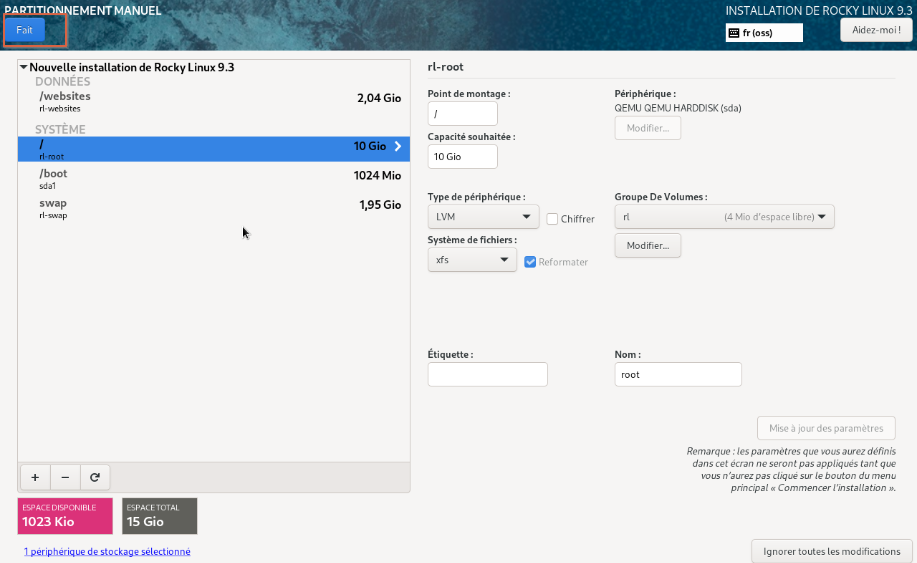 PARTITIONNEMENT MANUEL
INSTALLATION DE ROCKY LINUX 9.3
Fait
fr (oss)
Aidez-moi !
Nouvelle installation de Rocky Linux 9.3
DONNÉES
/websites
2,04 Gio
rl-websites
SYSTÈME
/
10 Gio
rl-root
/boot
1024 Mio
sda1
swap
1,95 Gio
rl-swap
+ −
ESPACE DISPONIBLE
1023 Kio
ESPACE TOTAL
15 Gio
1 périphérique de stockage sélectionné
rl-root
Point de montage :
/
Périphérique :
QEMU QEMU HARDDISK (sda)
Modifier...
Capacité souhaitée :
10 Gio
Type de périphérique :
LVM
Chiffrer
Groupe De Volumes :
rl (4 Mio d'espace libre)
Modifier...
Système de fichiers :
xfs
Reformater
Étiquette :
Nom :
root
Mise à jour des paramètres
Remarque : les paramètres que vous aurez définis
dans cet écran ne seront pas appliqués tant que
vous n'aurez pas cliqué sur le bouton du menu
principal « Commencer l'installation ».
Ignorer toutes les modifications